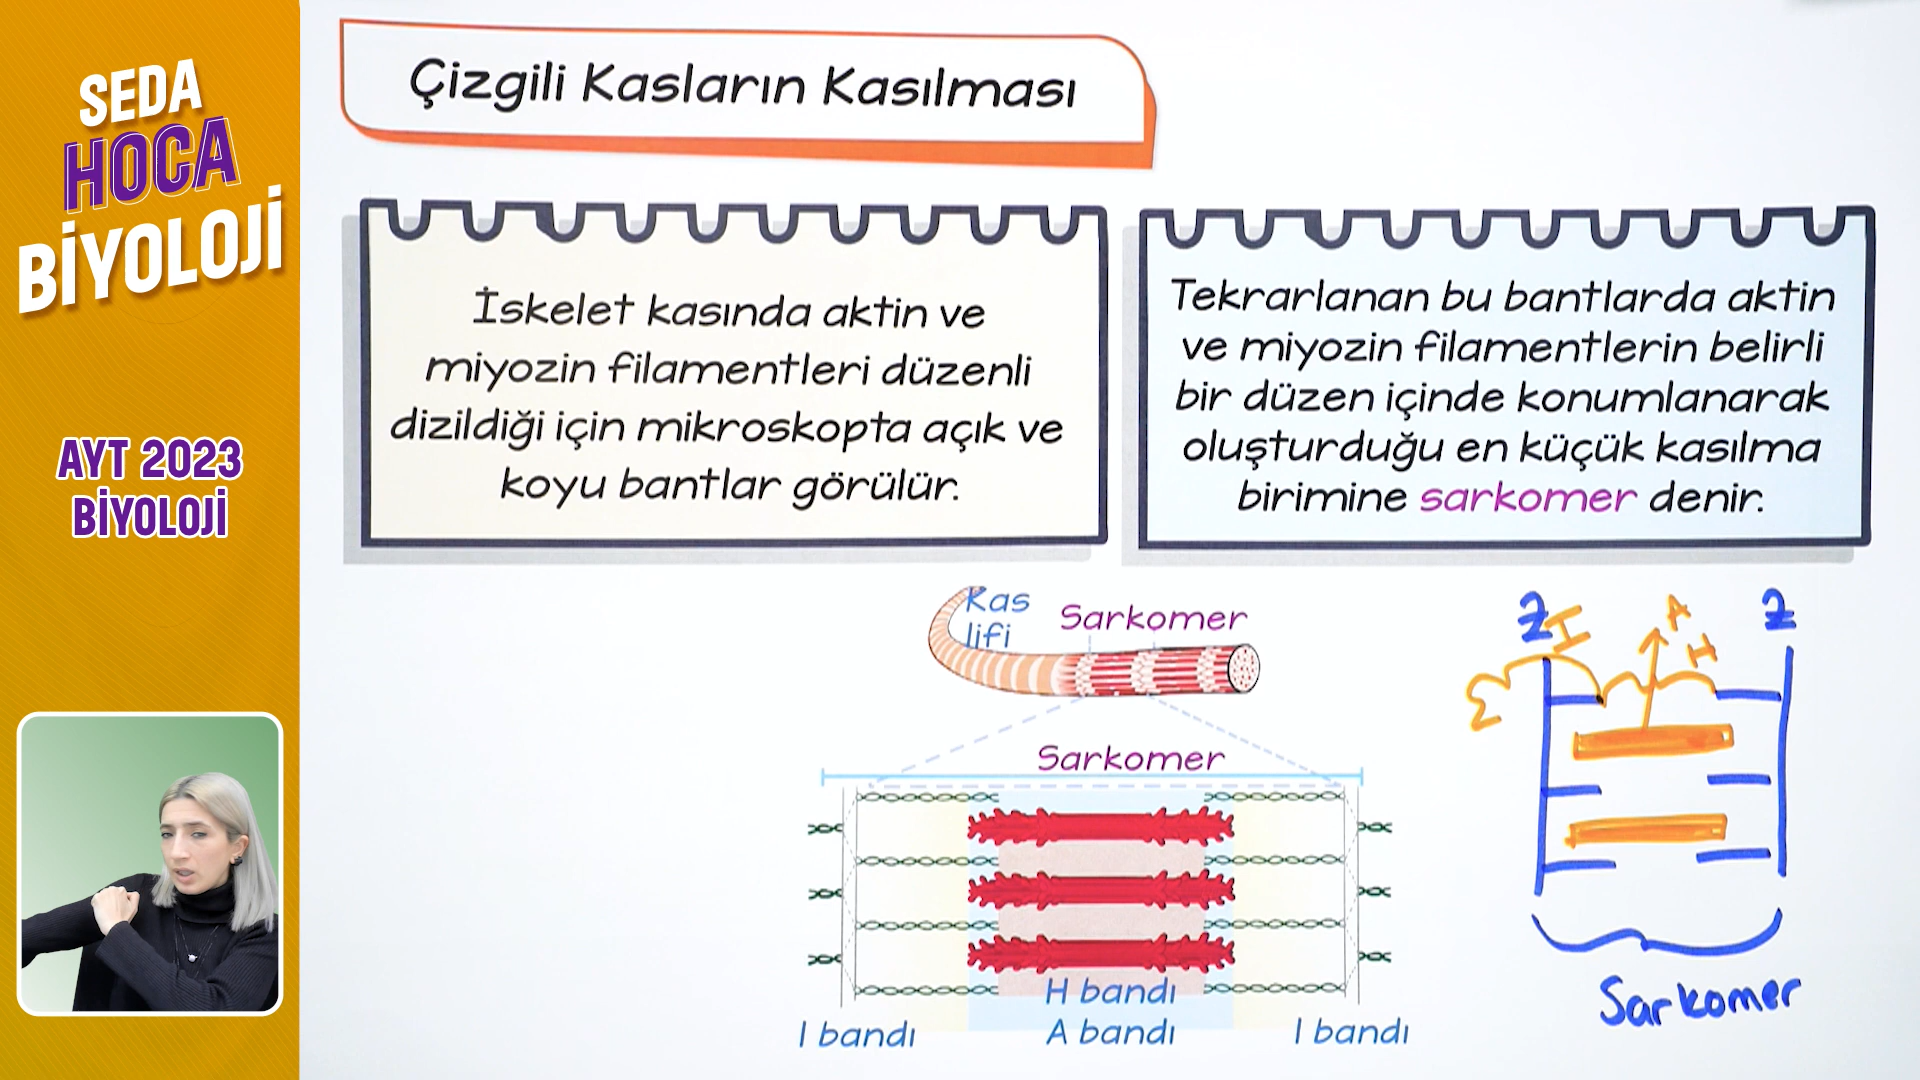 SEDA
HOCA
BİYOLOJİ
AYT 2023
BİYOLOJİ
Çizgili Kasların Kasılması
İskelet kasında aktin ve
miyozin filamentleri düzenli
dizildiği için mikroskopta açık ve
koyu bantlar görülür.
Tekrarlanan bu bantlarda aktin
ve miyozin filamentlerin belirli
bir düzen içinde konumlanarak
oluşturduğu en küçük kasılma
birimine sarkomer denir.
Kas
lifi
Sarkomer
Sarkomer
H bandı
I bandı
A bandı
I bandı
Z
I
A
H
Z
Sarkomer